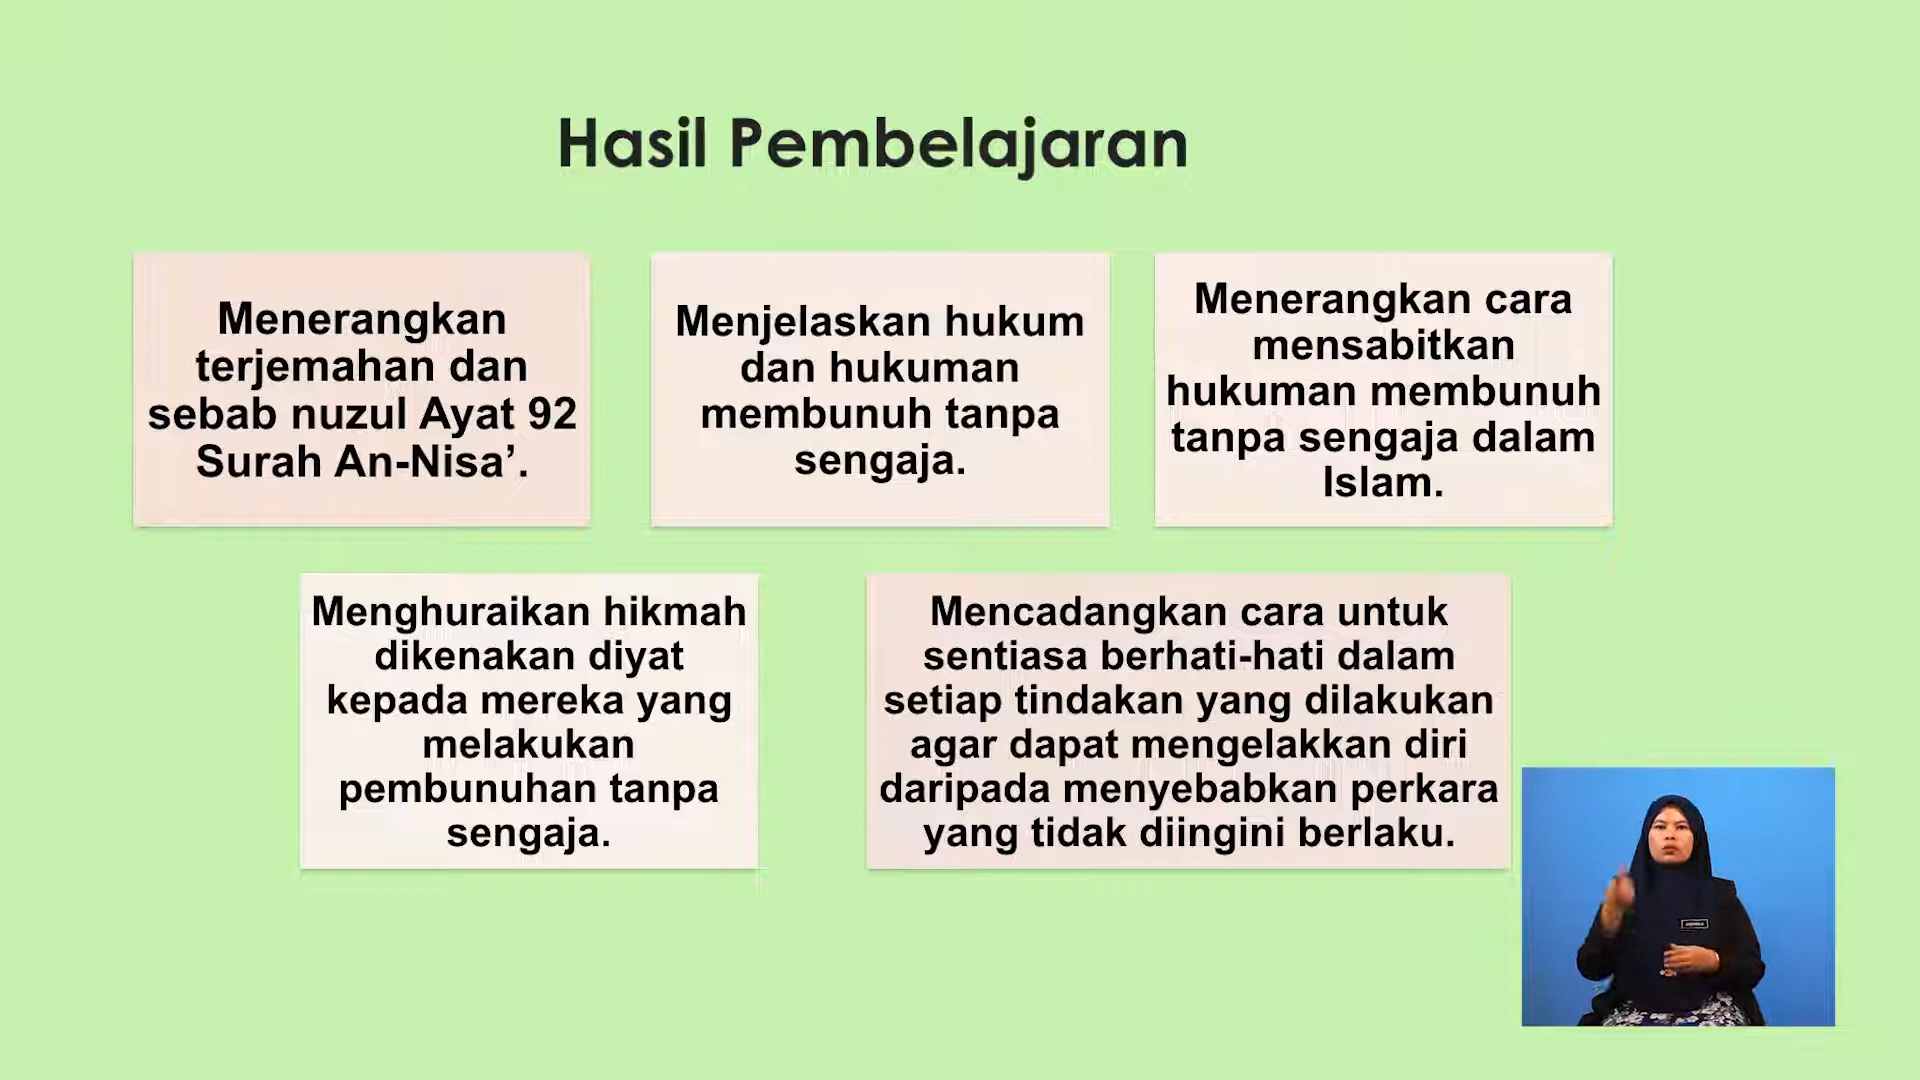 Hasil Pembelajaran
Menerangkan
terjemahan dan
sebab nuzul Ayat 92
Surah An-Nisa’.
Menjelaskan hukum
dan hukuman
membunuh tanpa
sengaja.
Menerangkan cara
mensabitkan
hukuman membunuh
tanpa sengaja dalam
Islam.
Menghuraikan hikmah
dikenakan diyat
kepada mereka yang
melakukan
pembunuhan tanpa
sengaja.
Mencadangkan cara untuk
sentiasa berhati-hati dalam
setiap tindakan yang dilakukan
agar dapat mengelakkan diri
daripada menyebabkan perkara
yang tidak diingini berlaku.